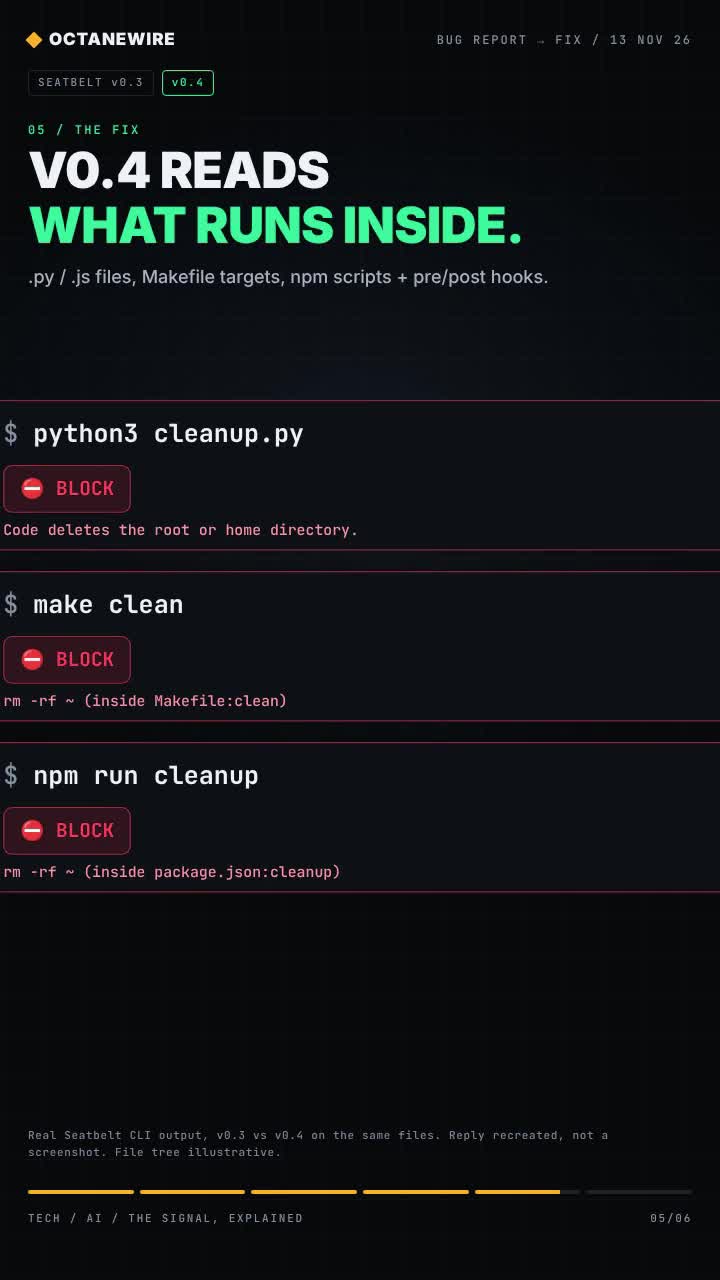 OCTANEWIRE
BUG REPORT → FIX / 13 NOV 26
SEATBELT v0.3
v0.4
05 / THE FIX
V0.4 READS
WHAT RUNS INSIDE.
.py / .js files, Makefile targets, npm scripts + pre/post hooks.
$ python3 cleanup.py
BLOCK
Code deletes the root or home directory.
$ make clean
BLOCK
rm -rf ~ (inside Makefile:clean)
$ npm run cleanup
BLOCK
rm -rf ~ (inside package.json:cleanup)
Real Seatbelt CLI output, v0.3 vs v0.4 on the same files. Reply recreated, not a
screenshot. File tree illustrative.
TECH / AI / THE SIGNAL, EXPLAINED
05/06